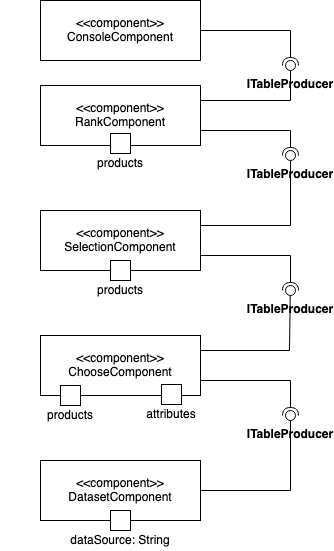 <<component>>
ConsoleComponent
ITableProducer
<<component>>
RankComponent
products
ITableProducer
<<component>>
SelectionComponent
products
ITableProducer
<<component>>
ChooseComponent
products
attributes
ITableProducer
<<component>>
DatasetComponent
dataSource: String